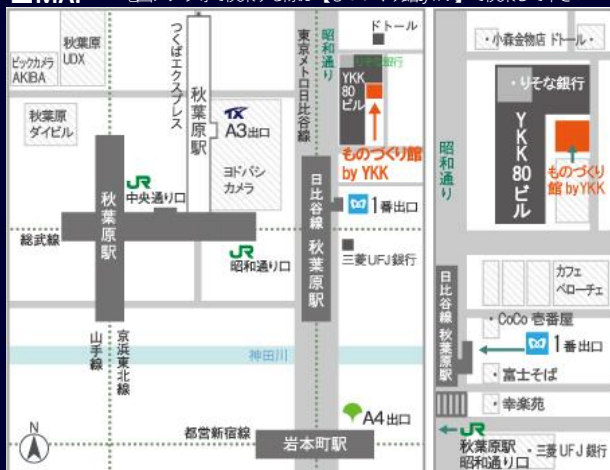 秋葉原
UDX
ビックカメラ
AKIBA
秋葉原
ダイビル
つくばエクスプレス
秋葉原駅
TX
A3出口
ヨドバシ
カメラ
JR
中央通り口
秋葉原駅
総武線
JR
昭和通り口
山手線
京浜東北線
神田川
都営新宿線
岩本町駅
A4出口
N
東京メトロ日比谷線
昭和通り
ドトール
りそな銀行
YKK
80
ビル
ものづくり館
by YKK
日比谷線 秋葉原駅
1番出口
三菱UFJ銀行
・小森金物店 ドトール・
・りそな銀行
YKK80ビル
ものづくり
館 by YKK
昭和通り
カフェ
ベローチェ
・CoCo 壱番屋
日比谷線 秋葉原駅
1番出口
・富士そば
・幸楽苑
JR
秋葉原駅
昭和通り口
・三菱UFJ銀行